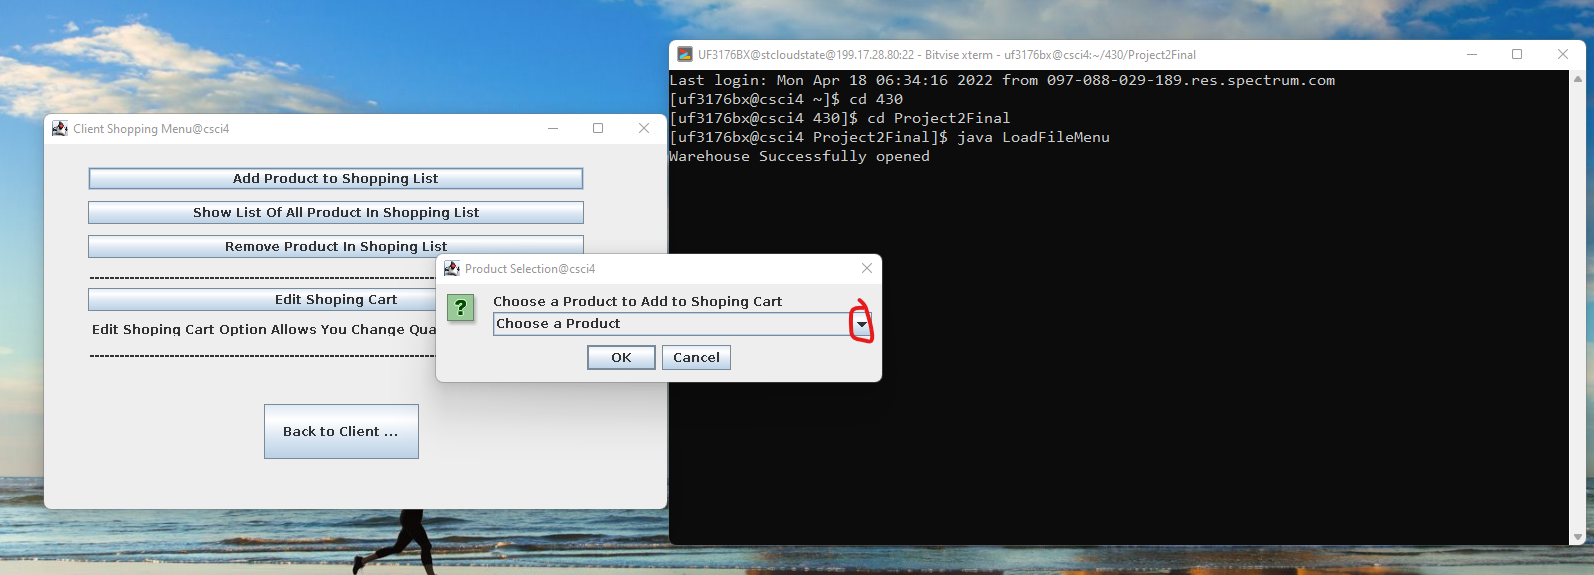 UF3176BX@stcloudstate@199.17.28.80:22 - Bitvise xterm - uf3176bx@csci4:~/430/Project2Final
Last login: Mon Apr 18 06:34:16 2022 from 097-088-029-189.res.spectrum.com
[uf3176bx@csci4 ~]$ cd 430
[uf3176bx@csci4 430]$ cd Project2Final
[uf3176bx@csci4 Project2Final]$ java LoadFileMenu
Warehouse Successfully opened
Client Shopping Menu@csci4
Add Product to Shopping List
Show List Of All Product In Shopping List
Remove Product In Shoping List
Edit Shoping Cart
Edit Shoping Cart Option Allows You Change Qua
Back to Client ...
Product Selection@csci4
?
Choose a Product to Add to Shoping Cart
Choose a Product
OK Cancel